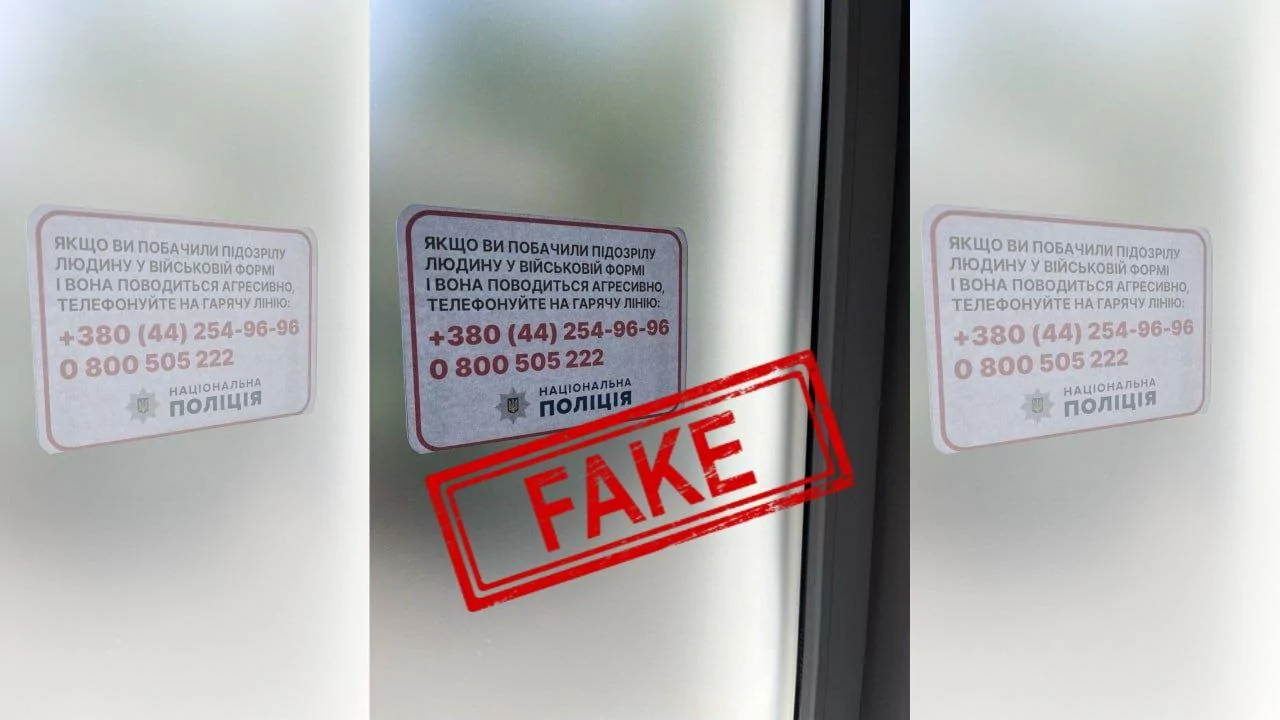 ЯКЩО ВИ ПОБАЧИЛИ ПІДОЗРІЛУ
ЛЮДИНУ У ВІЙСЬКОВІЙ ФОРМІ
І ВОНА ПОВОДИТЬСЯ АГРЕСИВНО,
ТЕЛЕФОНУЙТЕ НА ГАРЯЧУ ЛІНІЮ:
+380 (44) 254-96-96
0 800 505 222
НАЦІОНАЛЬНА
ПОЛІЦІЯ
ЯКЩО ВИ ПОБАЧИЛИ ПІДОЗРІЛУ
ЛЮДИНУ У ВІЙСЬКОВІЙ ФОРМІ
І ВОНА ПОВОДИТЬСЯ АГРЕСИВНО,
ТЕЛЕФОНУЙТЕ НА ГАРЯЧУ ЛІНІЮ:
+380 (44) 254-96-96
0 800 505 222
НАЦІОНАЛЬНА
ПОЛІЦІЯ
FAKE
ЯКЩО ВИ ПОБАЧИЛИ ПІДОЗРІЛУ
ЛЮДИНУ У ВІЙСЬКОВІЙ ФОРМІ
І ВОНА ПОВОДИТЬСЯ АГРЕСИВНО,
ТЕЛЕФОНУЙТЕ НА ГАРЯЧУ ЛІНІЮ:
+380 (44) 254-96-96
0 800 505 222
НАЦІОНАЛЬНА
ПОЛІЦІЯ